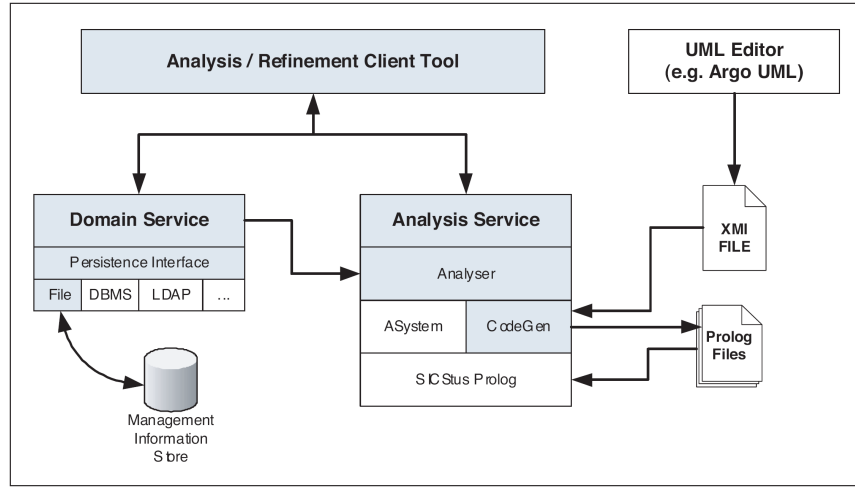 Analysis / Refinement Client Tool
UML Editor
(e.g. Argo UML)
Domain Service
Persistence Interface
File
DBMS
LDAP
...
Analysis Service
Analyser
ASystem
CodeGen
SICStus Prolog
XMI
FILE
Prolog
Files
Management
Information
Store